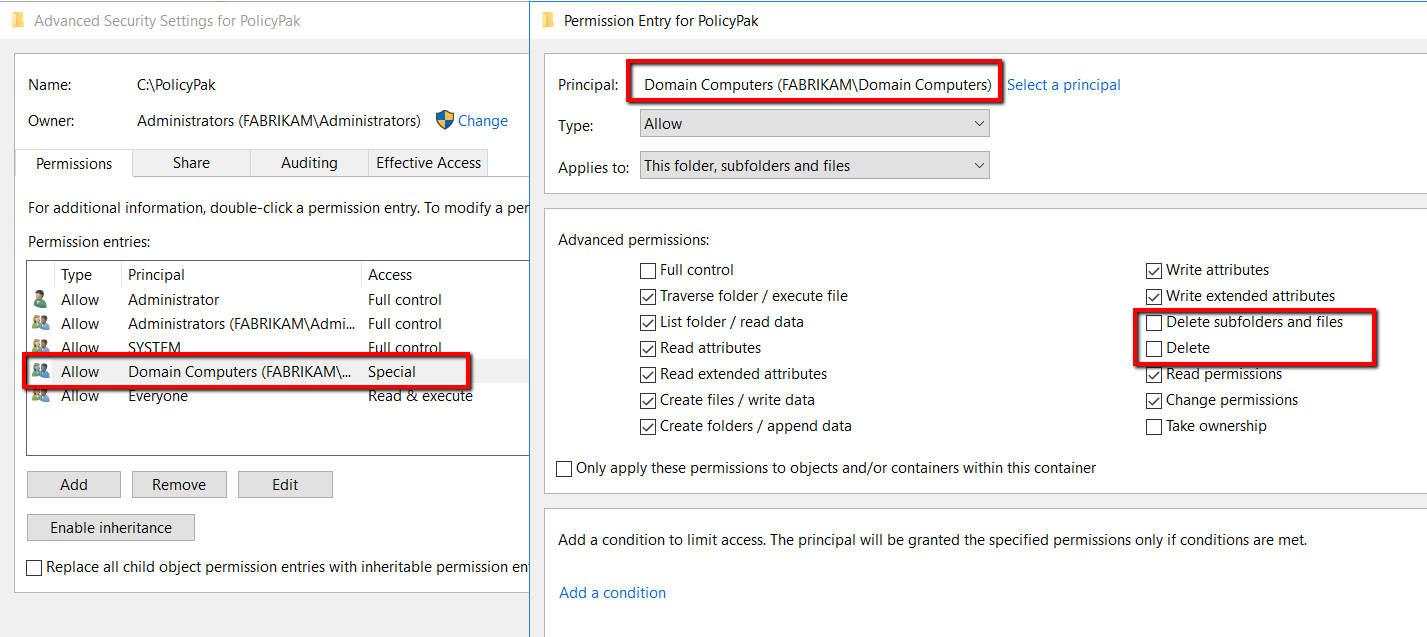 Advanced Security Settings for PolicyPak
Name: C:\PolicyPak
Owner: Administrators (FABRIKAM\Administrators) Change
Permissions Share Auditing Effective Access
For additional information, double-click a permission entry. To modify a per
Permission entries:
Type Principal Access
Allow Administrator Full control
Allow Administrators (FABRIKAM\Admi... Full control
Allow SYSTEM Full control
Allow Domain Computers (FABRIKAM\... Special
Allow Everyone Read & execute
Add Remove Edit
Enable inheritance
Replace all child object permission entries with inheritable permission en
Permission Entry for PolicyPak
Principal: Domain Computers (FABRIKAM\Domain Computers) Select a principal
Type: Allow
Applies to: This folder, subfolders and files
Advanced permissions:
Full control
Traverse folder / execute file
List folder / read data
Read attributes
Read extended attributes
Create files / write data
Create folders / append data
Write attributes
Write extended attributes
Delete subfolders and files
Delete
Read permissions
Change permissions
Take ownership
Only apply these permissions to objects and/or containers within this container
Add a condition to limit access. The principal will be granted the specified permissions only if conditions are met.
Add a condition